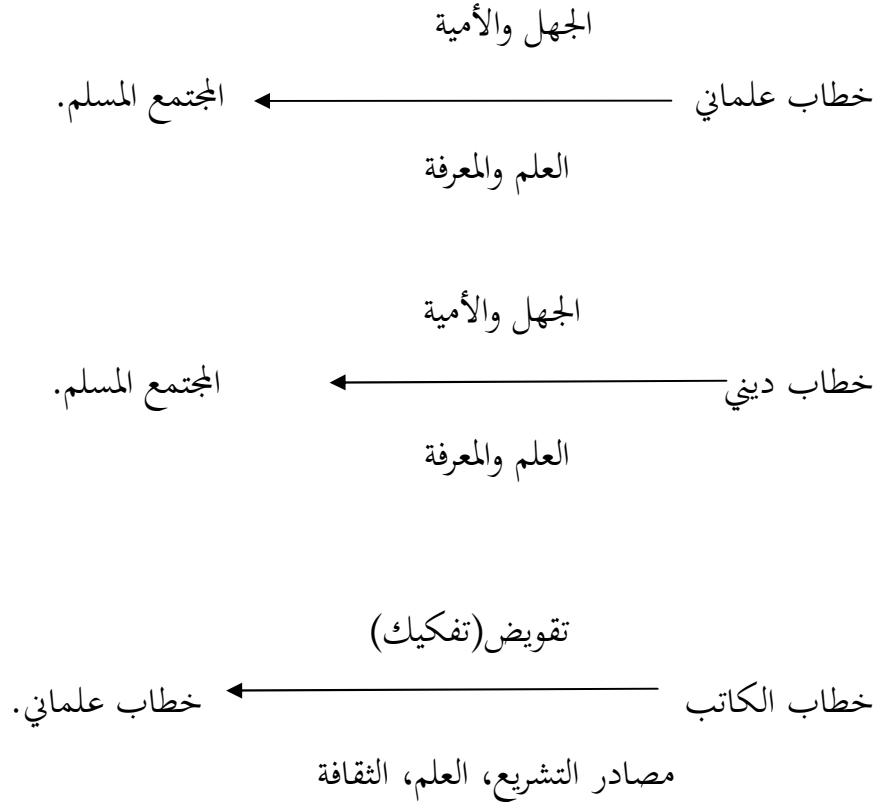 الجهل والأمية
خطاب علماني المجتمع المسلم.
العلم والمعرفة
الجهل والأمية
خطاب ديني المجتمع المسلم.
العلم والمعرفة
تقويض(تفكيك)
خطاب الكاتب خطاب علماني.
مصادر التشريع، العلم، الثقافة